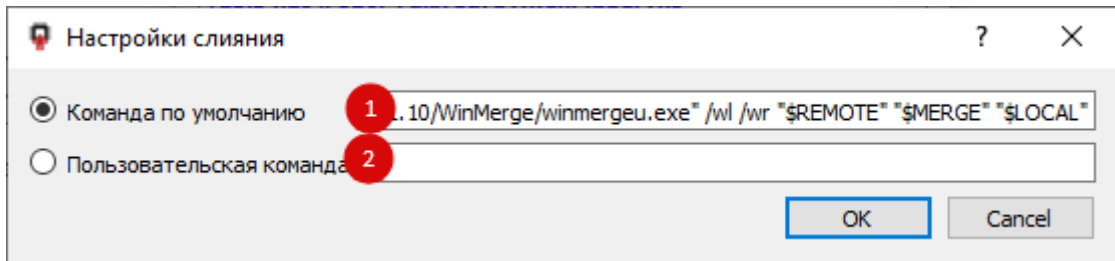 Настройки слияния ?
Команда по умолчанию 1 1.10/WinMerge/winmergeu.exe" /wl /wr "$REMOTE" "$MERGE" "$LOCAL"
Пользовательская команда 2
OK Cancel